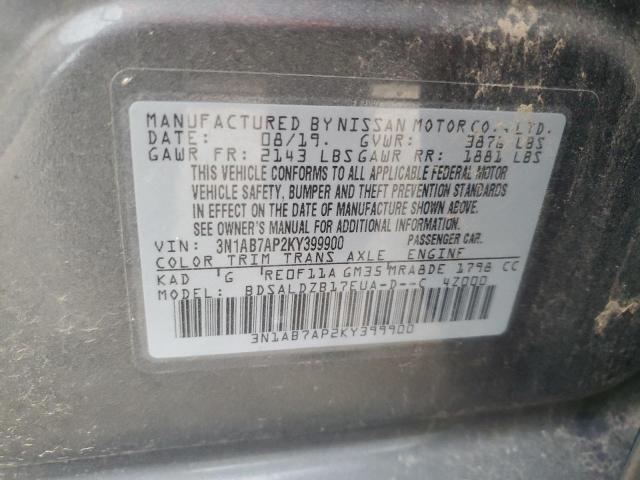 MANUFACTURED BY NISSAN MOTOR CO., LTD.
DATE: 08/19. GVWR: 3876 LBS
GAWR FR: 2143 LBS GAWR RR: 1881 LBS
THIS VEHICLE CONFORMS TO ALL APPLICABLE FEDERAL MOTOR
VEHICLE SAFETY, BUMPER AND THEFT PREVENTION STANDARDS
IN EFFECT ON THE DATE OF MANUFACTURE SHOWN ABOVE.
SEE OWNER'S MANUAL FOR ADDITIONAL INFORMATION.
VIN: 3N1AB7AP2KY399900 PASSENGER CAR.
COLOR TRIM TRANS AXLE ENGINE
KAD G RE0F11A GM35 MRA8DE 1798 CC
MODEL: BDSALDZB17EUA-D--C 4Z000
3N1AB7AP2KY399900